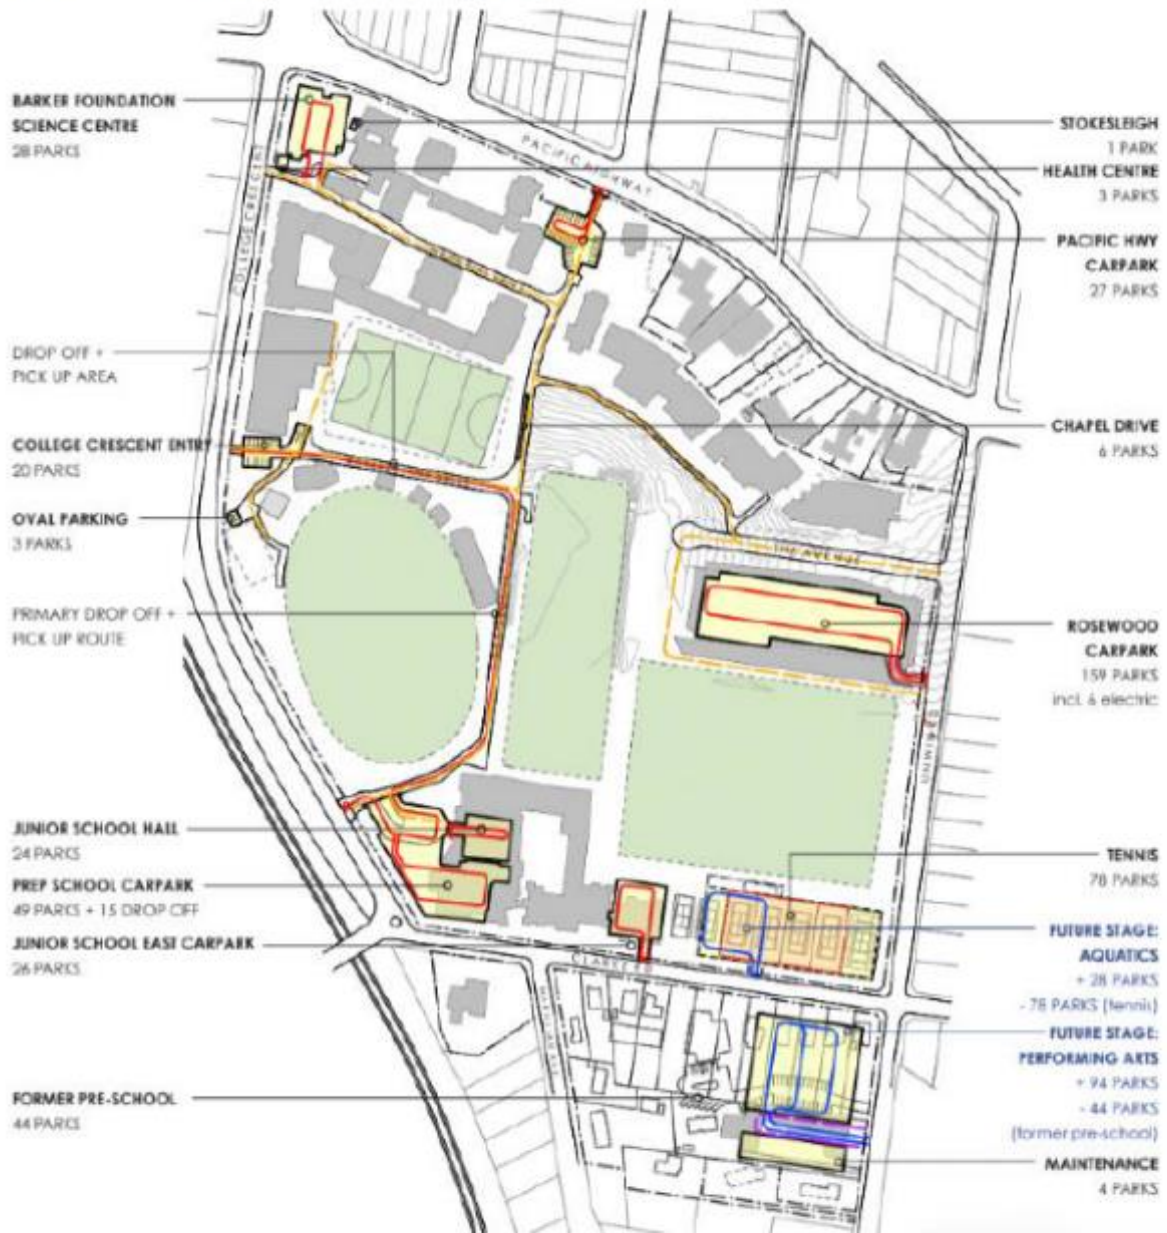 BARKER FOUNDATION
SCIENCE CENTRE
28 PARKS
DROP OFF +
PICK UP AREA
COLLEGE CRESCENT ENTRY
20 PARKS
OVAL PARKING
3 PARKS
PRIMARY DROP OFF +
PICK UP ROUTE
JUNIOR SCHOOL HALL
24 PARKS
PREP SCHOOL CARPARK
49 PARKS + 15 DROP OFF
JUNIOR SCHOOL EAST CARPARK
26 PARKS
FORMER PRE-SCHOOL
44 PARKS
PACIFIC HIGHWAY
COLLEGE CRESCENT
THE AVENUE
CLARKE RD
STOKESLEIGH
1 PARK
HEALTH CENTRE
3 PARKS
PACIFIC HWY
CARPARK
27 PARKS
CHAPEL DRIVE
6 PARKS
ROSEWOOD
CARPARK
159 PARKS
incl. 6 electric
TENNIS
78 PARKS
FUTURE STAGE:
AQUATICS
+ 28 PARKS
- 78 PARKS (tennis)
FUTURE STAGE:
PERFORMING ARTS
+ 94 PARKS
- 44 PARKS
(former pre-school)
MAINTENANCE
4 PARKS